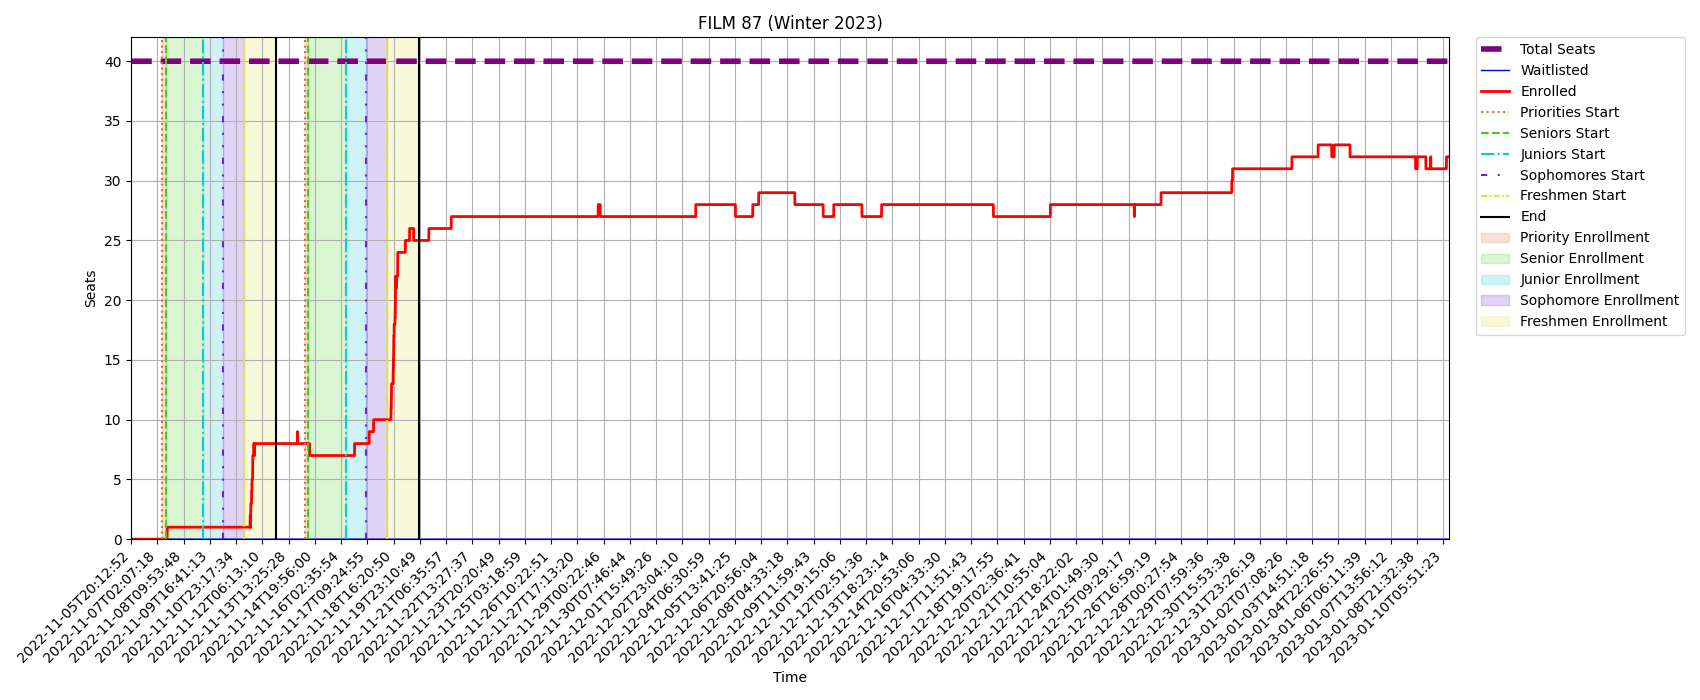 FILM 87 (Winter 2023)
Seats
40
35
30
25
20
15
10
5
0
2022-11-05T20:12:52
2022-11-07T02:07:18
2022-11-08T09:53:48
2022-11-09T16:41:13
2022-11-10T23:17:34
2022-11-12T06:13:10
2022-11-13T13:25:28
2022-11-14T19:56:00
2022-11-16T02:35:54
2022-11-17T09:24:55
2022-11-18T16:20:50
2022-11-19T23:10:49
2022-11-21T06:35:57
2022-11-22T13:27:37
2022-11-23T20:20:49
2022-11-25T03:18:59
2022-11-26T10:22:51
2022-11-27T17:13:20
2022-11-29T00:22:46
2022-11-30T07:46:44
2022-12-01T15:49:26
2022-12-02T23:04:10
2022-12-04T06:30:59
2022-12-05T13:41:25
2022-12-06T20:56:04
2022-12-08T04:33:18
2022-12-09T11:59:43
2022-12-10T19:15:06
2022-12-12T02:51:36
2022-12-13T18:23:14
2022-12-14T20:53:06
2022-12-16T04:33:30
2022-12-17T11:51:43
2022-12-18T19:17:55
2022-12-20T02:36:41
2022-12-21T10:55:04
2022-12-22T18:22:02
2022-12-24T01:49:30
2022-12-25T09:29:17
2022-12-26T16:59:19
2022-12-28T00:27:54
2022-12-29T07:59:36
2022-12-30T15:53:38
2022-12-31T23:26:19
2023-01-02T07:08:26
2023-01-03T14:51:18
2023-01-04T22:26:55
2023-01-06T06:11:39
2023-01-07T13:56:12
2023-01-08T21:32:38
2023-01-10T05:51:23
Time
Total Seats
Waitlisted
Enrolled
Priorities Start
Seniors Start
Juniors Start
Sophomores Start
Freshmen Start
End
Priority Enrollment
Senior Enrollment
Junior Enrollment
Sophomore Enrollment
Freshmen Enrollment